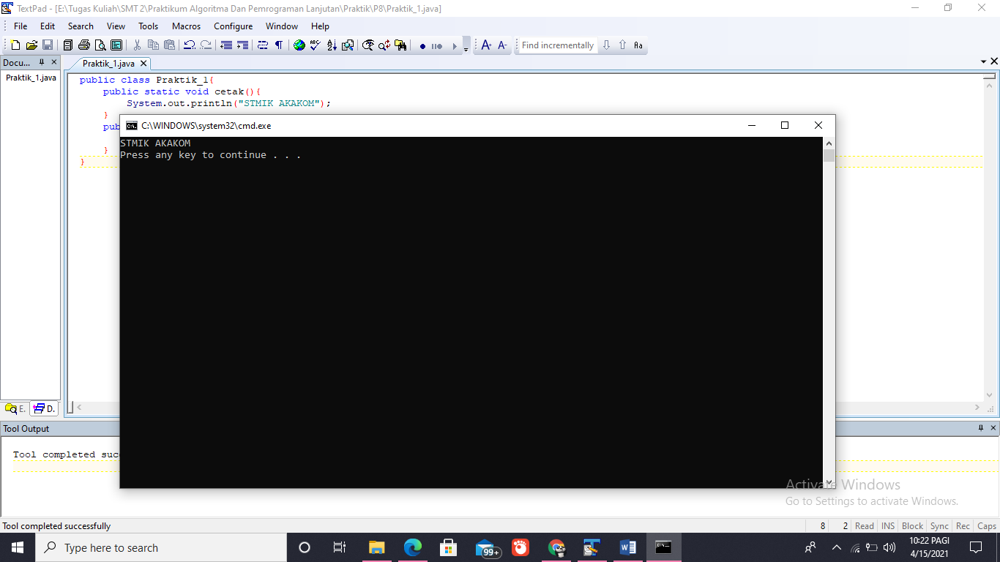 TextPad - [E:\Tugas Kuliah\SMT 2\Praktikum Algoritma Dan Pemrograman Lanjutan\Praktik\P8\Praktik_1.java]
File Edit Search View Tools Macros Configure Window Help
Find incrementally
Aa
Docu...
Praktik_1.java
Praktik_1.java
public class Praktik_1{
public static void cetak(){
System.out.println("STMIK AKAKOM");
}
pub
}
}
C:\WINDOWS\system32\cmd.exe
STMIK AKAKOM
Press any key to continue . . .
E. D.
Tool Output
Tool completed suc
Activate Windows
Go to Settings to activate Windows.
Tool completed successfully
8 2 Read INS Block Sync Rec Caps
Type here to search
99+
10:22 PAGI
4/15/2021